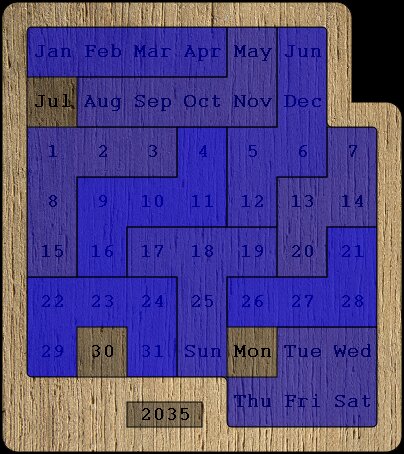 Jan Feb Mar Apr May Jun
Jul Aug Sep Oct Nov Dec
1 2 3 4 5 6 7
8 9 10 11 12 13 14
15 16 17 18 19 20 21
22 23 24 25 26 27 28
29 30 31 Sun Mon Tue Wed
Thu Fri Sat
2035